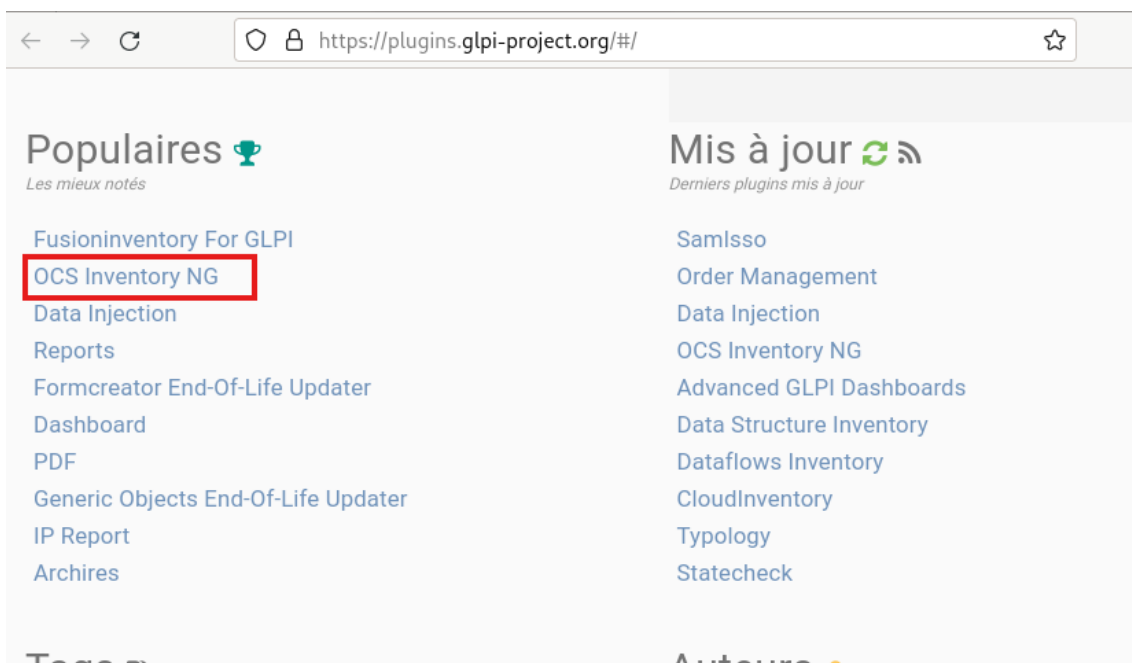 https://plugins.glpi-project.org/#/
Populaires
Les mieux notés
Fusioninventory For GLPI
OCS Inventory NG
Data Injection
Reports
Formcreator End-Of-Life Updater
Dashboard
PDF
Generic Objects End-Of-Life Updater
IP Report
Archires
Mis à jour
Derniers plugins mis à jour
Samlsso
Order Management
Data Injection
OCS Inventory NG
Advanced GLPI Dashboards
Data Structure Inventory
Dataflows Inventory
CloudInventory
Typology
Statecheck
Tags
Auteurs